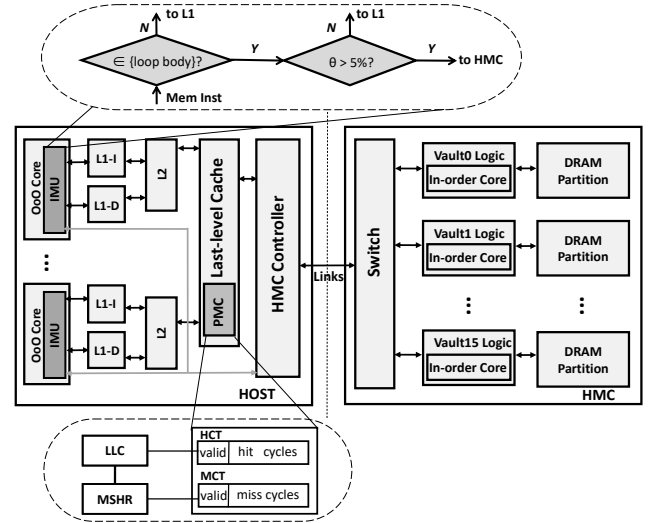 to L1
to L1
N
N
∈ {loop body}?
Y
θ > 5%?
Y
to HMC
Mem Inst
OoO Core
IMU
L1-I
L1-D
L2
Last-level Cache
PMC
HMC Controller
...
OoO Core
IMU
L1-I
L1-D
L2
HOST
Links
Switch
Vault0 Logic
In-order Core
DRAM
Partition
Vault1 Logic
In-order Core
DRAM
Partition
...
...
Vault15 Logic
In-order Core
DRAM
Partition
HMC
LLC
MSHR
HCT
valid hit cycles
MCT
valid miss cycles